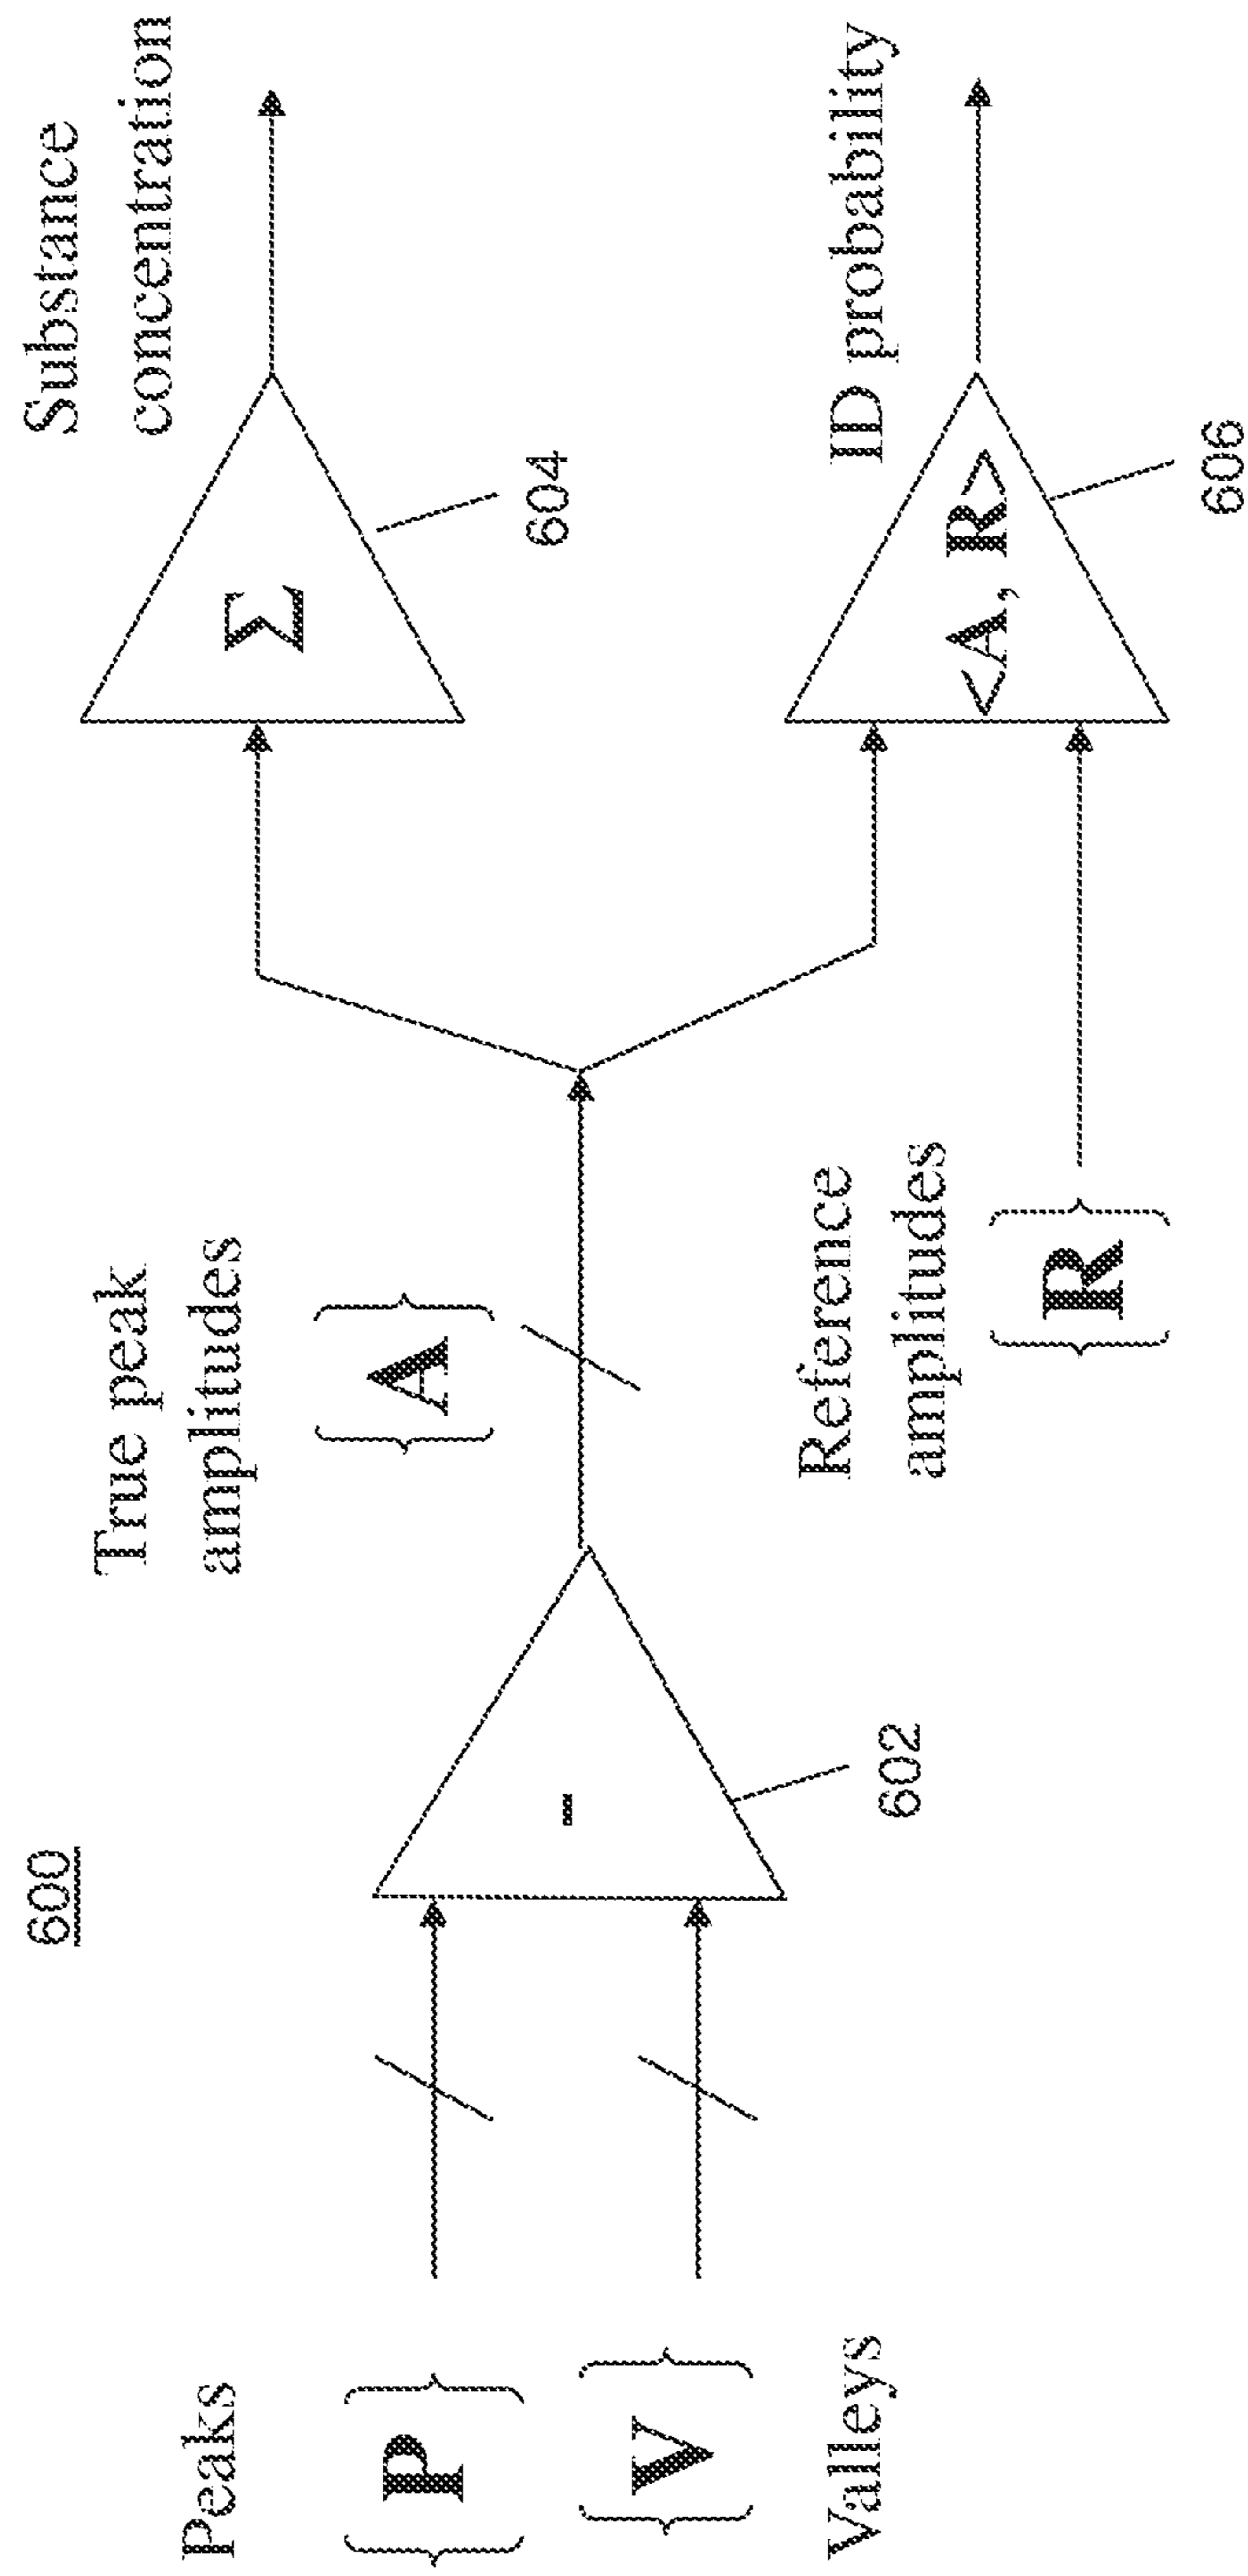 600
Peaks
{P}
{V}
Valleys
-
602
True peak
amplitudes
{A}
Reference
amplitudes
{R}
Σ
604
Substance
concentration
<A, R>
606
ID probability